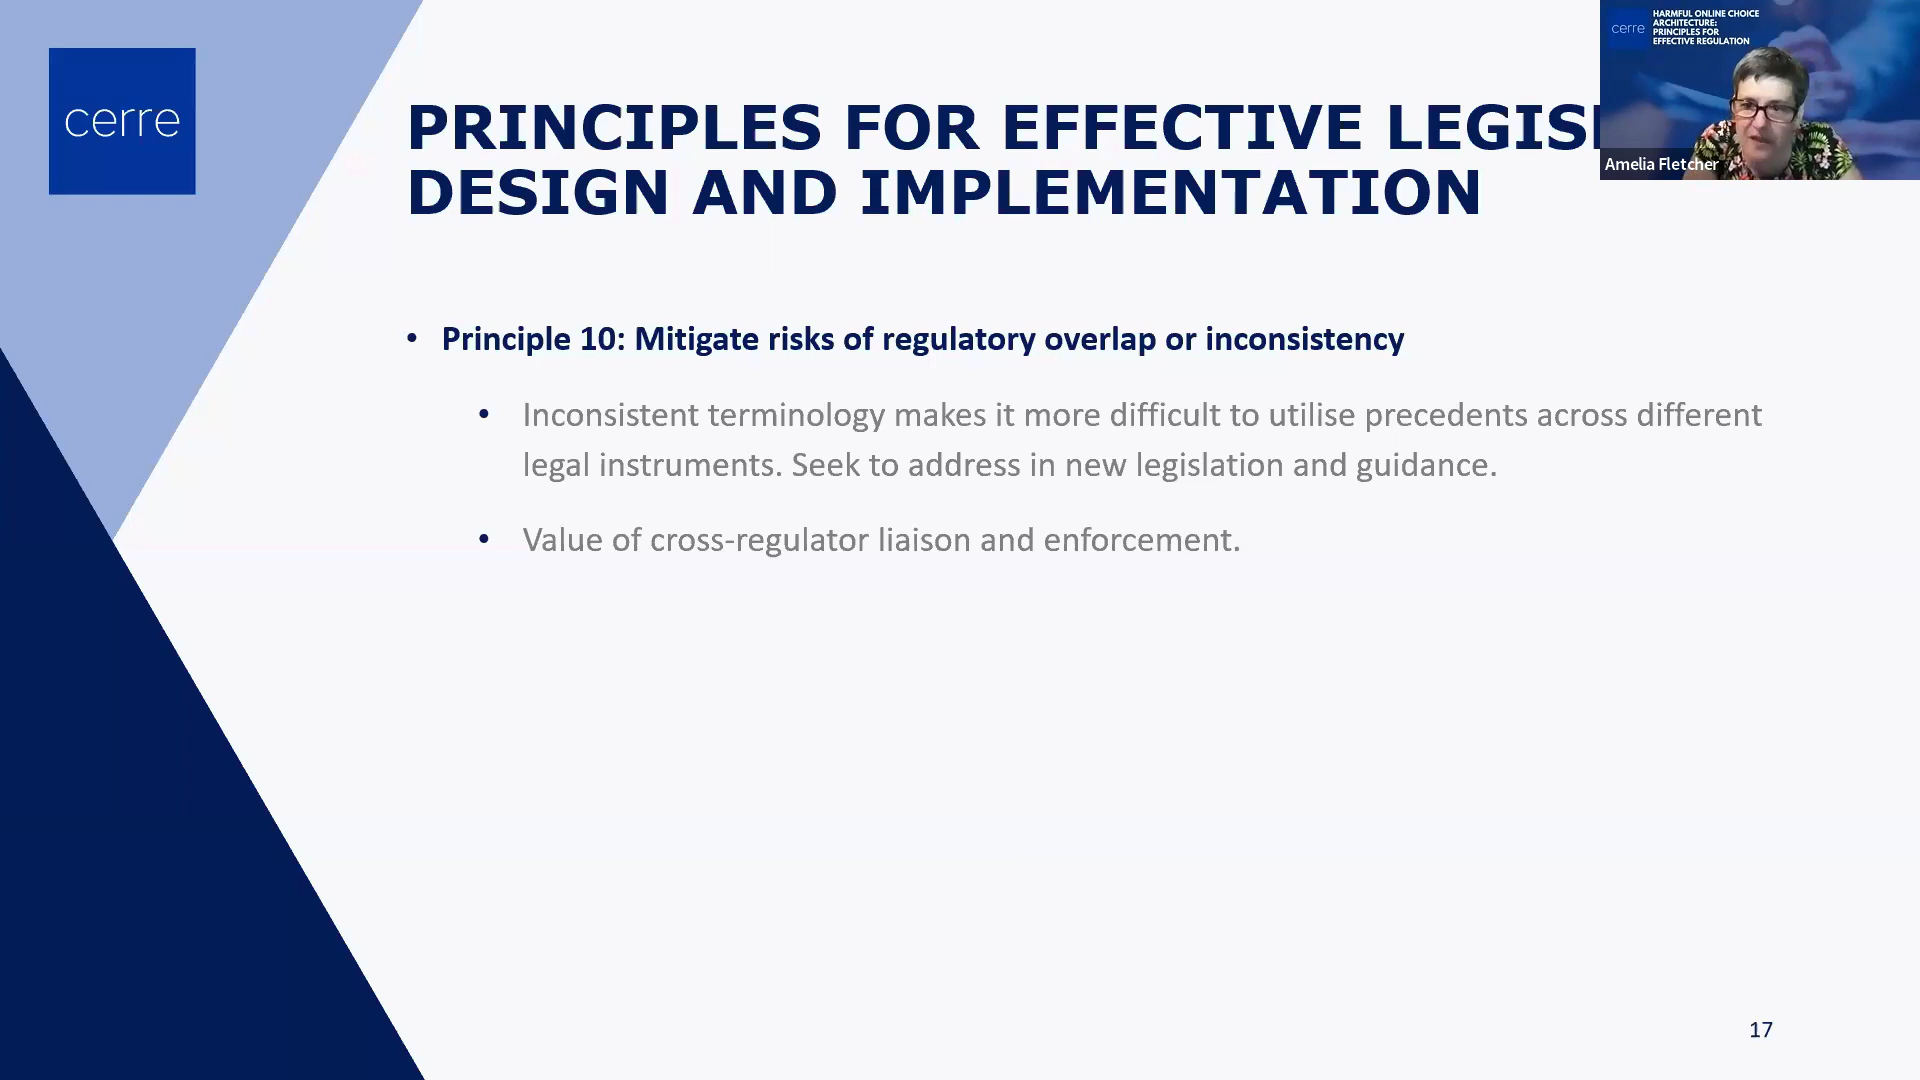 cerre
PRINCIPLES FOR EFFECTIVE
DESIGN AND IMPLEMENTATION
cerre
HARMFUL ONLINE CHOICE
ARCHITECTURE:
PRINCIPLES FOR
EFFECTIVE REGULATION
Amelia Fletcher
• Principle 10: Mitigate risks of regulatory overlap or inconsistency
• Inconsistent terminology makes it more difficult to utilise precedents across different
legal instruments. Seek to address in new legislation and guidance.
• Value of cross-regulator liaison and enforcement.
17